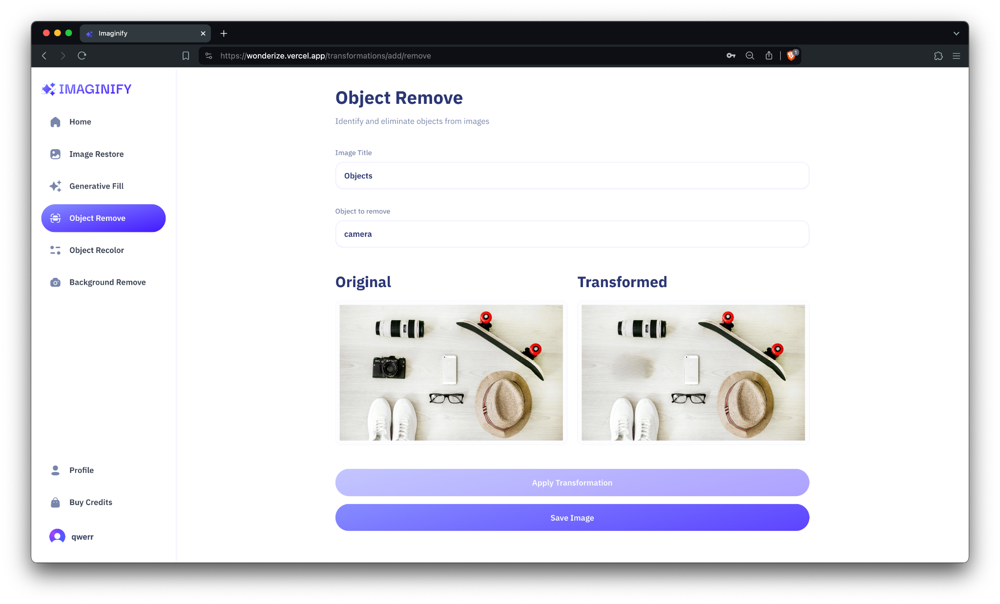 Imaginify
https://wonderize.vercel.app/transformations/add/remove
1
IMAGINIFY
Home
Image Restore
Generative Fill
Object Remove
Object Recolor
Background Remove
Profile
Buy Credits
qwerr
Object Remove
Identify and eliminate objects from images
Image Title
Objects
Object to remove
camera
Original
Transformed
ZENIT
Apply Transformation
Save Image